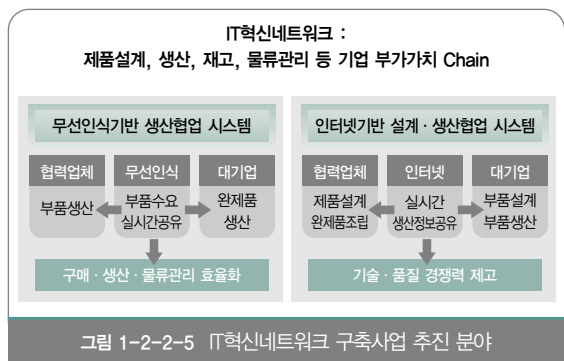 IT혁신네트워크 :
제품설계, 생산, 재고, 물류관리 등 기업 부가가치 Chain
무선인식기반 생산협업 시스템
협력업체 무선인식 대기업
부품생산 부품수요 완제품
실시간공유 생산
구매·생산·물류관리 효율화
인터넷기반 설계·생산협업 시스템
협력업체 인터넷 대기업
제품설계 실시간 부품설계
완제품조립 생산정보공유 부품생산
기술·품질 경쟁력 제고
그림 1-2-2-5 IT혁신네트워크 구축사업 추진 분야